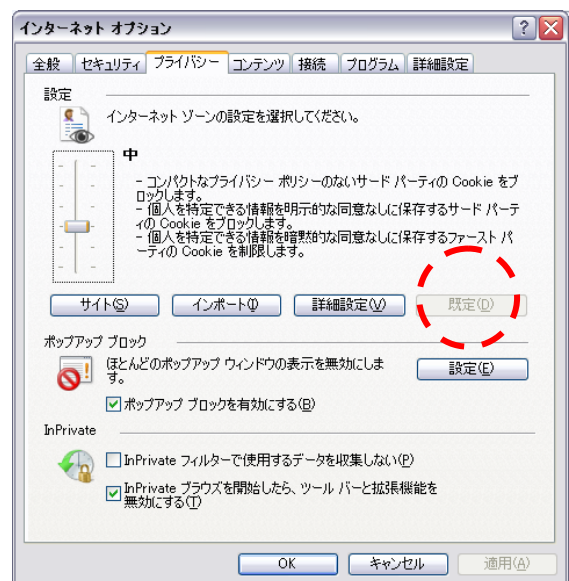 インターネット オプション
全般 セキュリティ プライバシー コンテンツ 接続 プログラム 詳細設定
設定
インターネット ゾーンの設定を選択してください。
中
- コンパクトなプライバシー ポリシーのないサード パーティの Cookie をブ
ロックします。
- 個人を特定できる情報を明示的な同意なしに保存するサード パーテ
ィの Cookie をブロックします。
- 個人を特定できる情報を暗黙的な同意なしに保存するファースト パ
ーティの Cookie を制限します。
サイト(S) インポート(I) 詳細設定(V) 既定(D)
ポップアップ ブロック
ほとんどのポップアップ ウィンドウの表示を無効にしま
す。
設定(E)
ポップアップ ブロックを有効にする(B)
InPrivate
InPrivate フィルターで使用するデータを収集しない(P)
InPrivate ブラウズを開始したら、ツール バーと拡張機能を
無効にする(T)
OK キャンセル 適用(A)